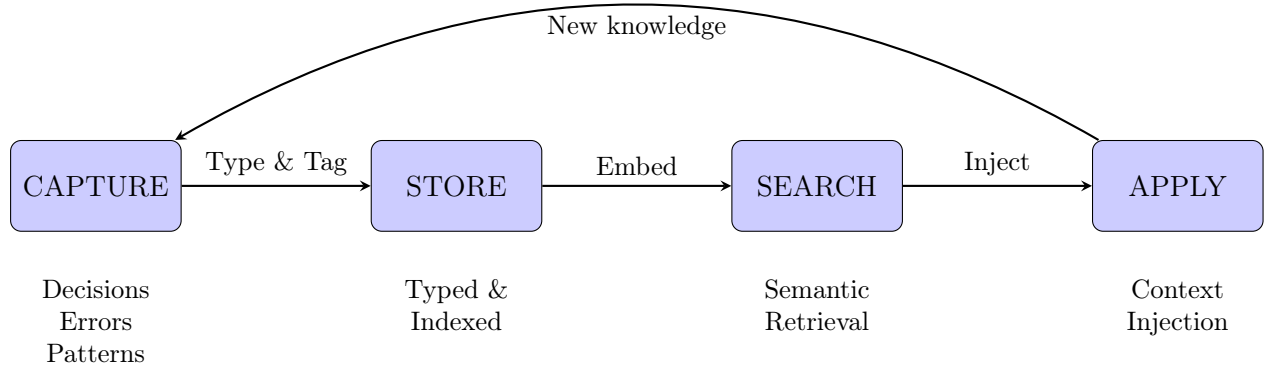 New knowledge
CAPTURE
Type & Tag
STORE
Embed
SEARCH
Inject
APPLY
Decisions
Errors
Patterns
Typed &
Indexed
Semantic
Retrieval
Context
Injection